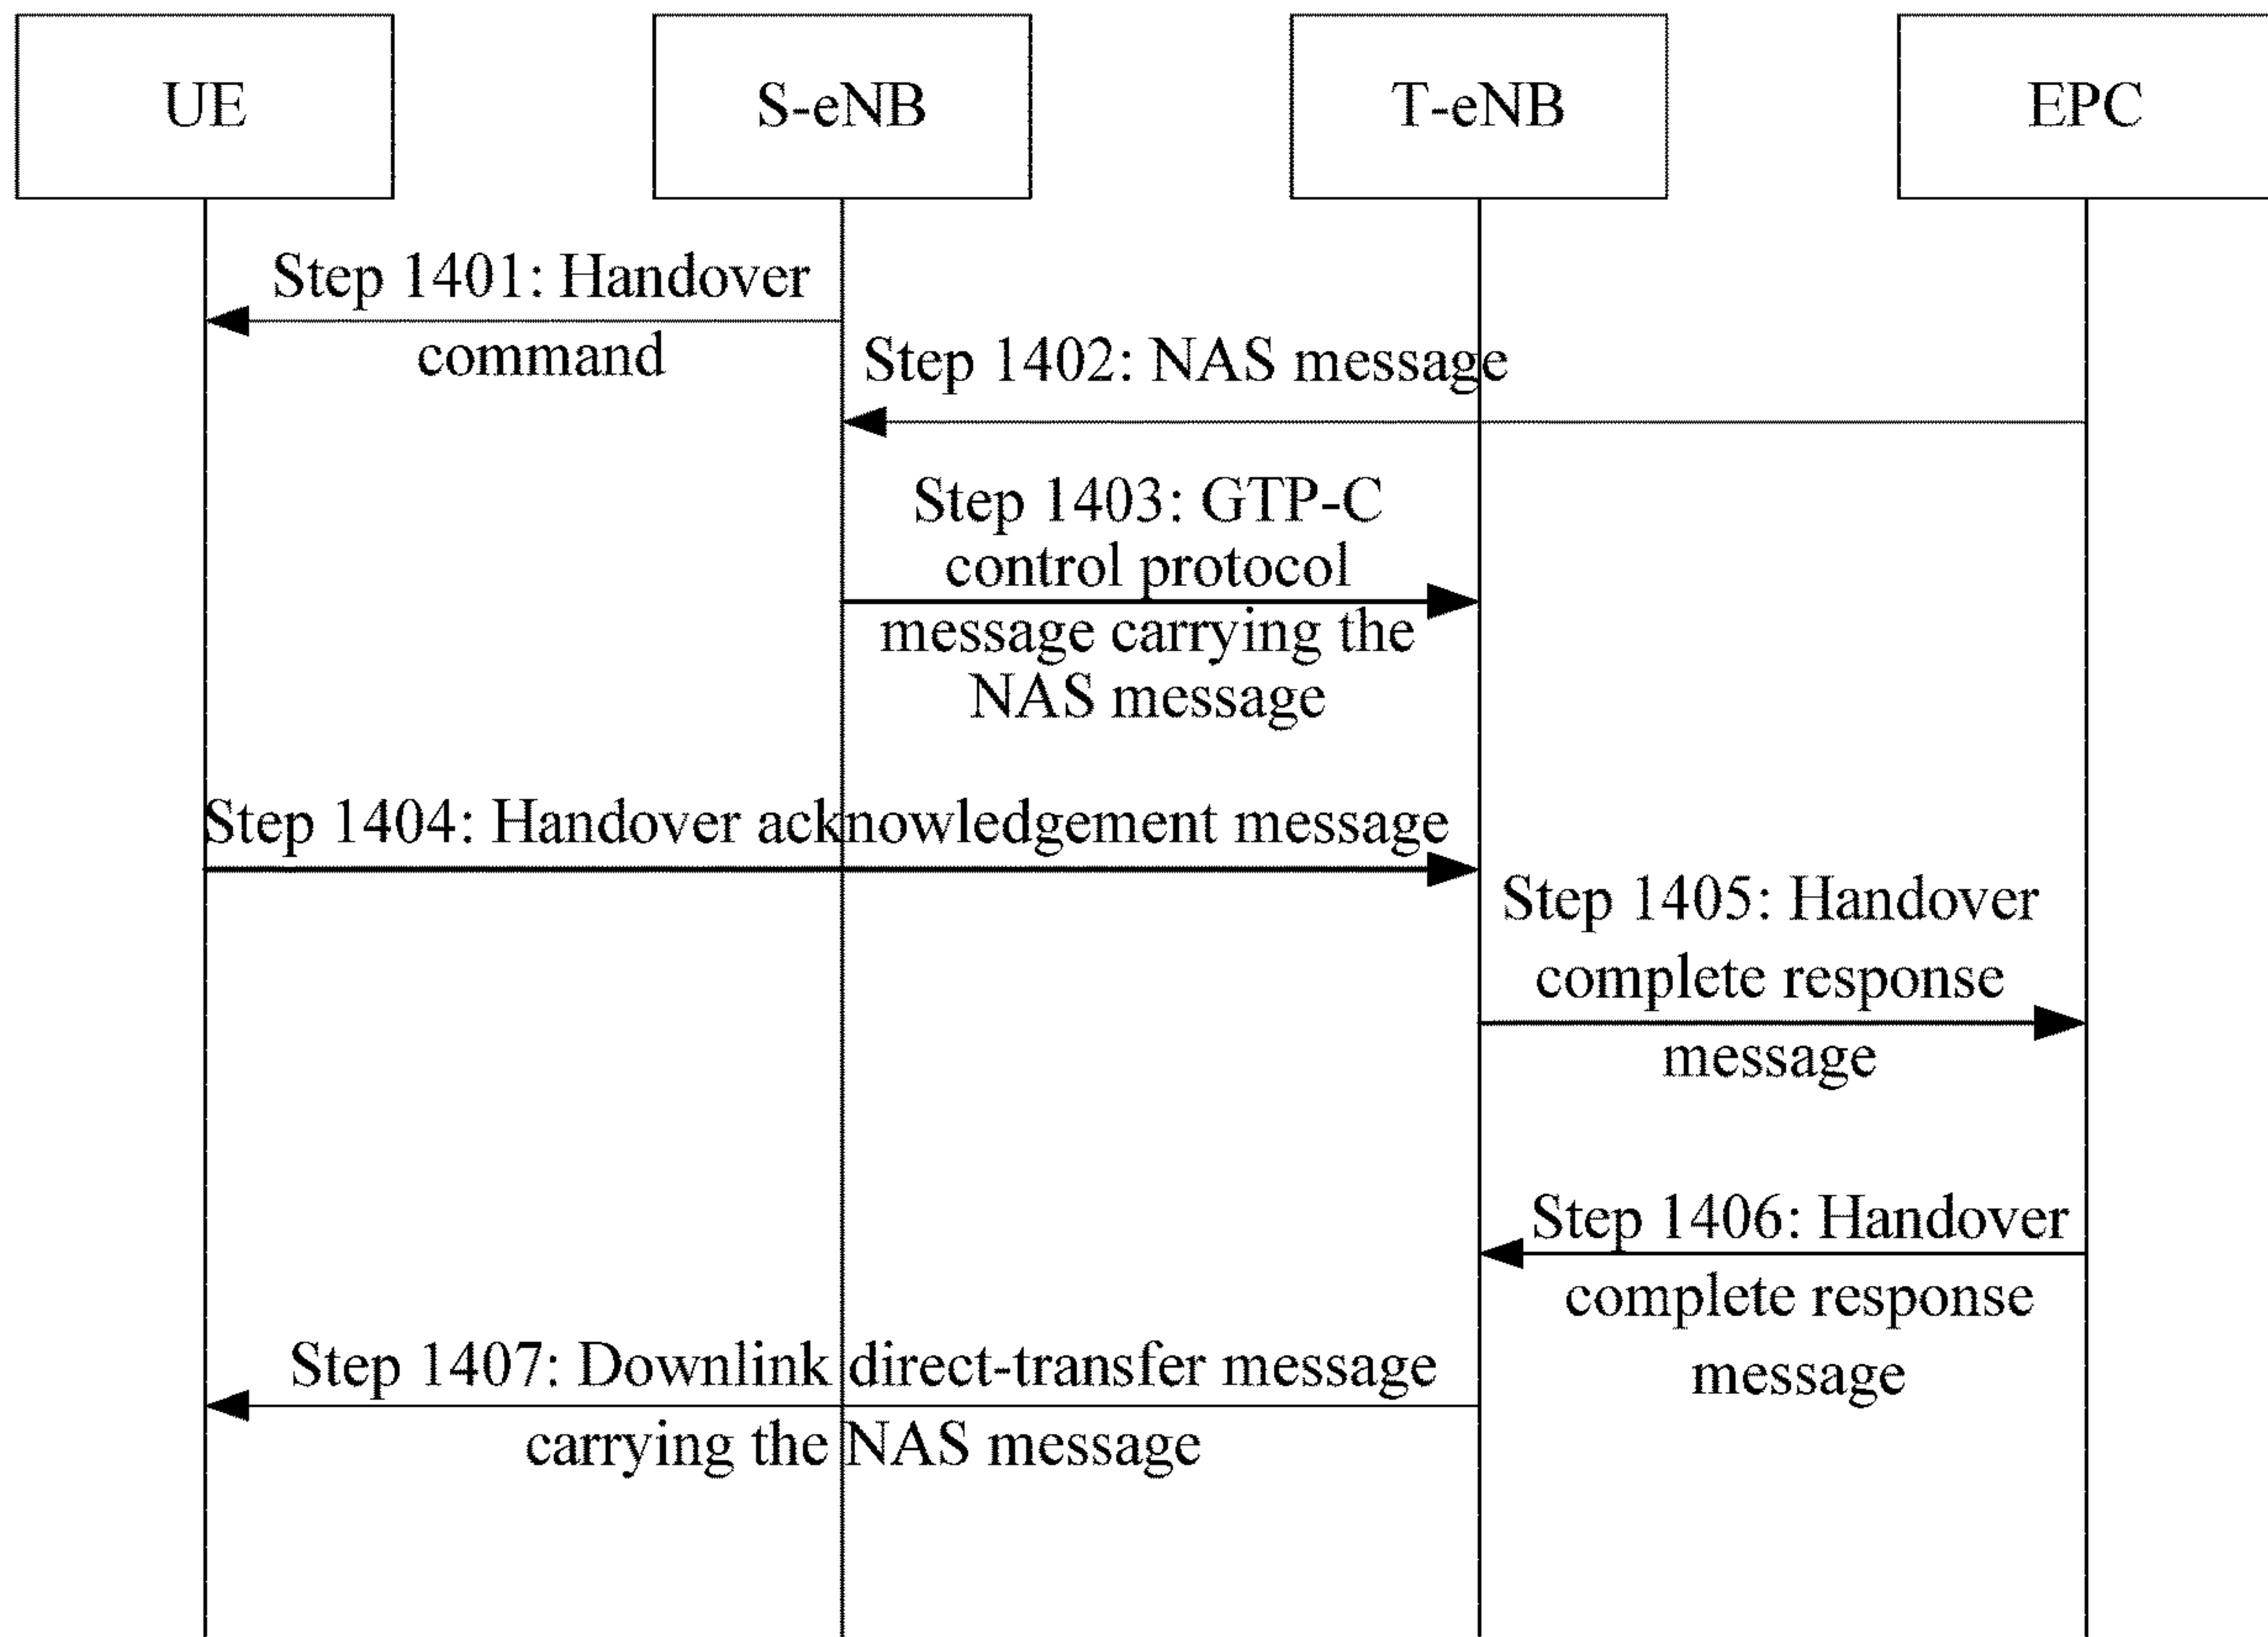 UE
S-eNB
T-eNB
EPC
Step 1401: Handover
command
Step 1402: NAS message
Step 1403: GTP-C
control protocol
message carrying the
NAS message
Step 1404: Handover acknowledgement message
Step 1405: Handover
complete response
message
Step 1406: Handover
complete response
message
Step 1407: Downlink direct-transfer message
carrying the NAS message